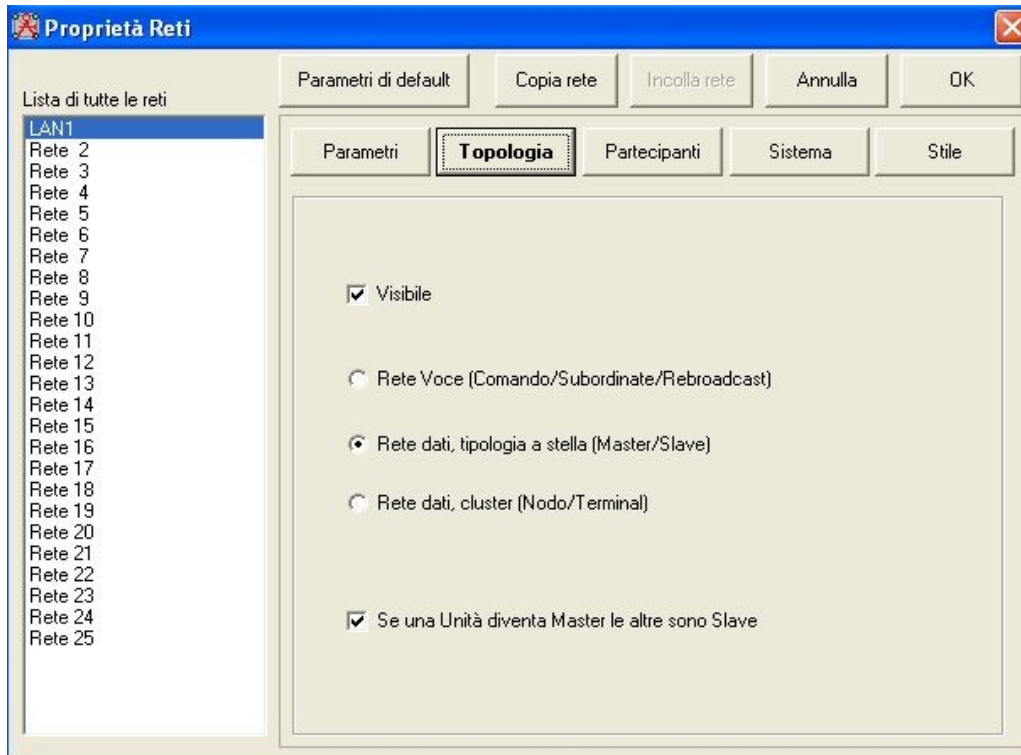 Proprietà Reti
Parametri di default
Copia rete
Incolla rete
Annulla
OK
Lista di tutte le reti
LAN1
Rete 2
Rete 3
Rete 4
Rete 5
Rete 6
Rete 7
Rete 8
Rete 9
Rete 10
Rete 11
Rete 12
Rete 13
Rete 14
Rete 15
Rete 16
Rete 17
Rete 18
Rete 19
Rete 20
Rete 21
Rete 22
Rete 23
Rete 24
Rete 25
Parametri
Topologia
Partecipanti
Sistema
Stile
Visibile
Rete Voce (Comando/Subordinate/Rebroadcast)
Rete dati, tipologia a stella (Master/Slave)
Rete dati, cluster (Nodo/Terminal)
Se una Unità diventa Master le altre sono Slave